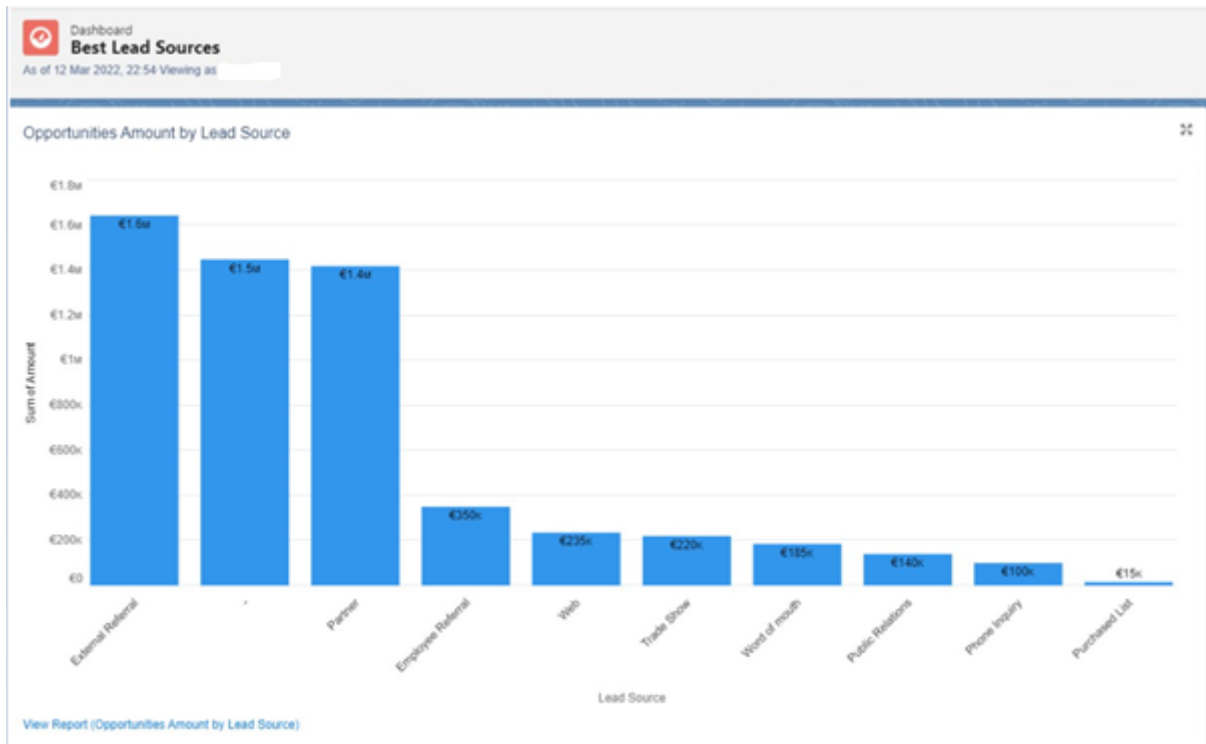 Dashboard
Best Lead Sources
As of 12 Mar 2022, 22:54 Viewing as
Opportunities Amount by Lead Source
€1.8M
€1.6M
€1.4M
€1.2M
€1M
€800K
€600K
€400K
€200K
€0
Sum of Amount
€1.6M
€1.5M
€1.4M
€350K
€235K
€220K
€185K
€140K
€100K
€15K
External Referral
-
Partner
Employee Referral
Web
Trade Show
Word of mouth
Public Relations
Phone Inquiry
Purchased List
Lead Source
View Report (Opportunities Amount by Lead Source)